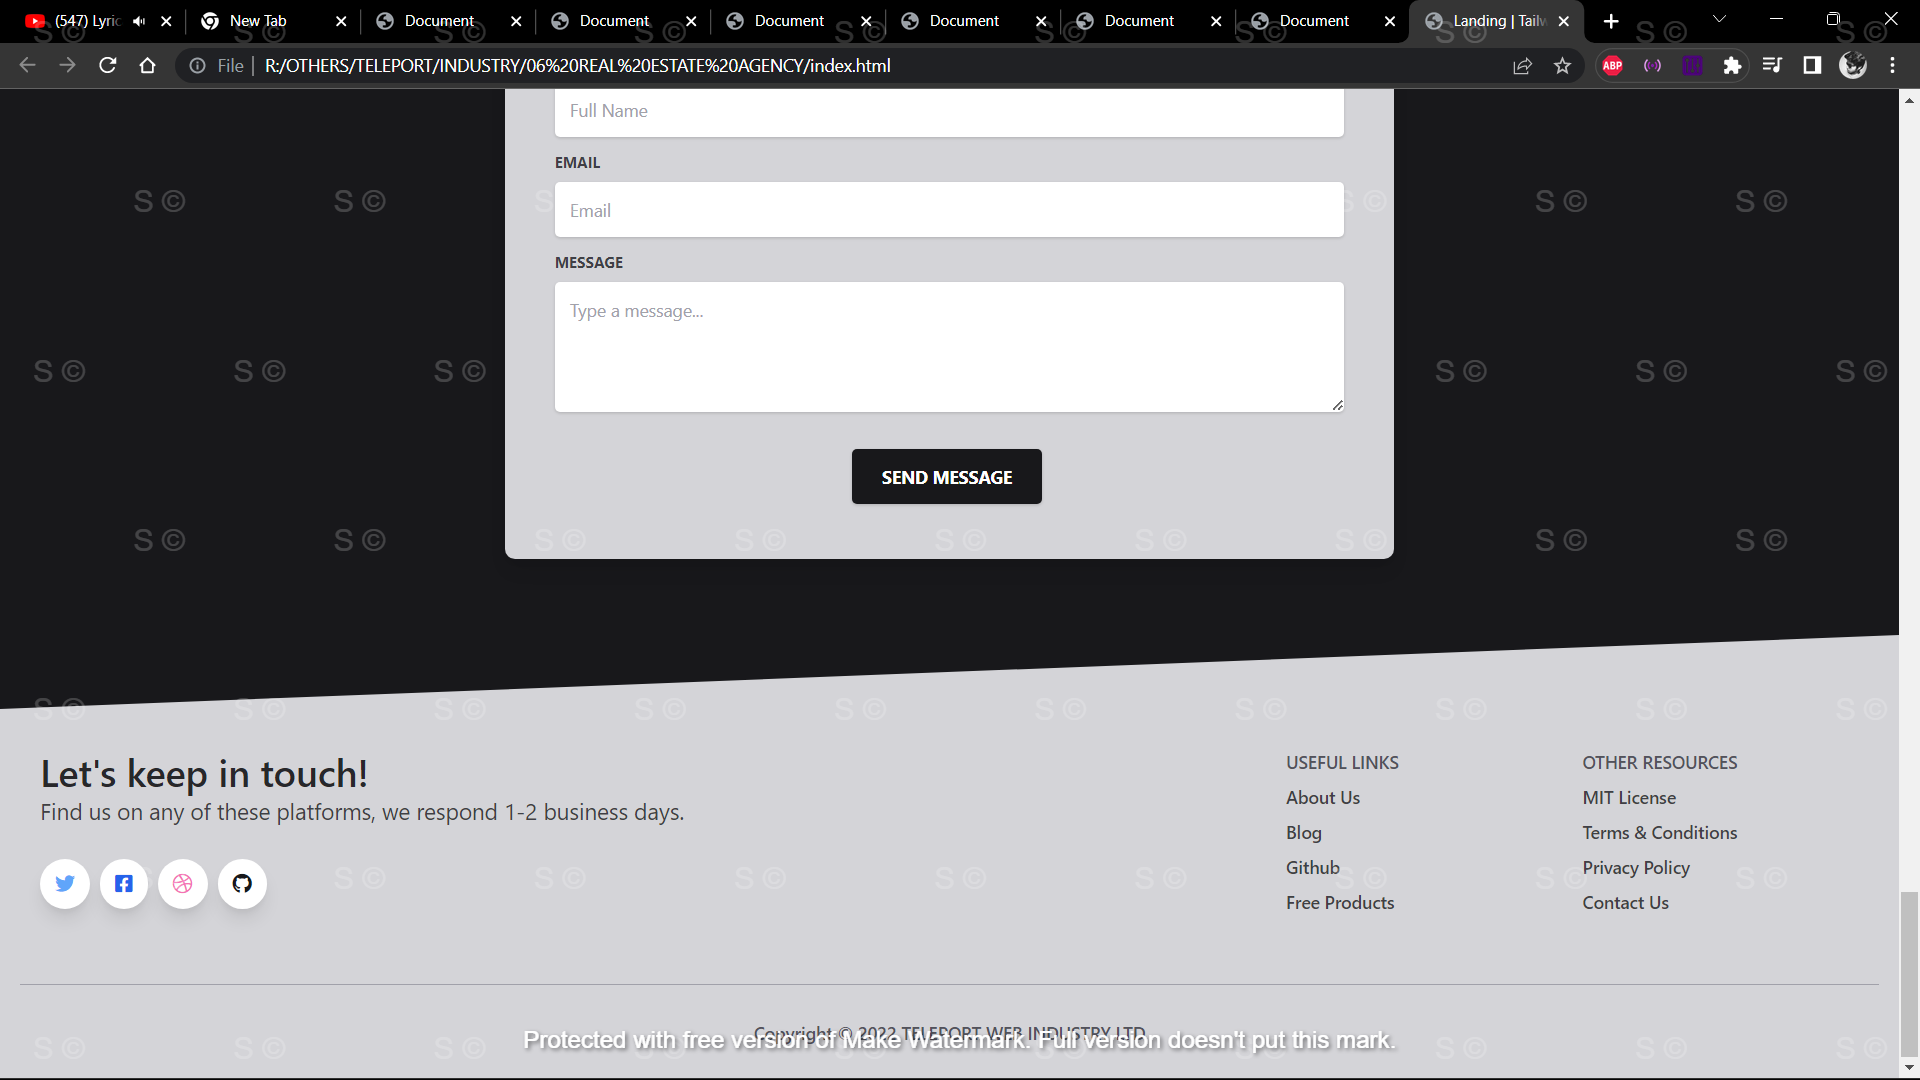 (547) Lyric
New Tab
Document
Document
Document
Document
Document
Document
Landing | Tailw
File
R:/OTHERS/TELEPORT/INDUSTRY/06%20REAL%20ESTATE%20AGENCY/index.html
ABP
Full Name
EMAIL
Email
MESSAGE
Type a message...
SEND MESSAGE
Let's keep in touch!
Find us on any of these platforms, we respond 1-2 business days.
USEFUL LINKS
About Us
Blog
Github
Free Products
OTHER RESOURCES
MIT License
Terms & Conditions
Privacy Policy
Contact Us
Copyright © 2022 TELEPORT WEB INDUSTRY LTD
Protected with free version of Make Watermark. Full version doesn't put this mark.
S ©